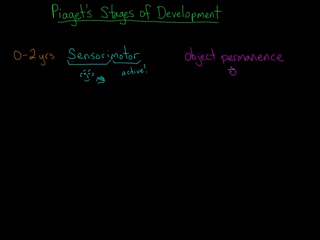 Piaget's Stages of Development
0-2 yrs Sensorimotor object permanence
active!